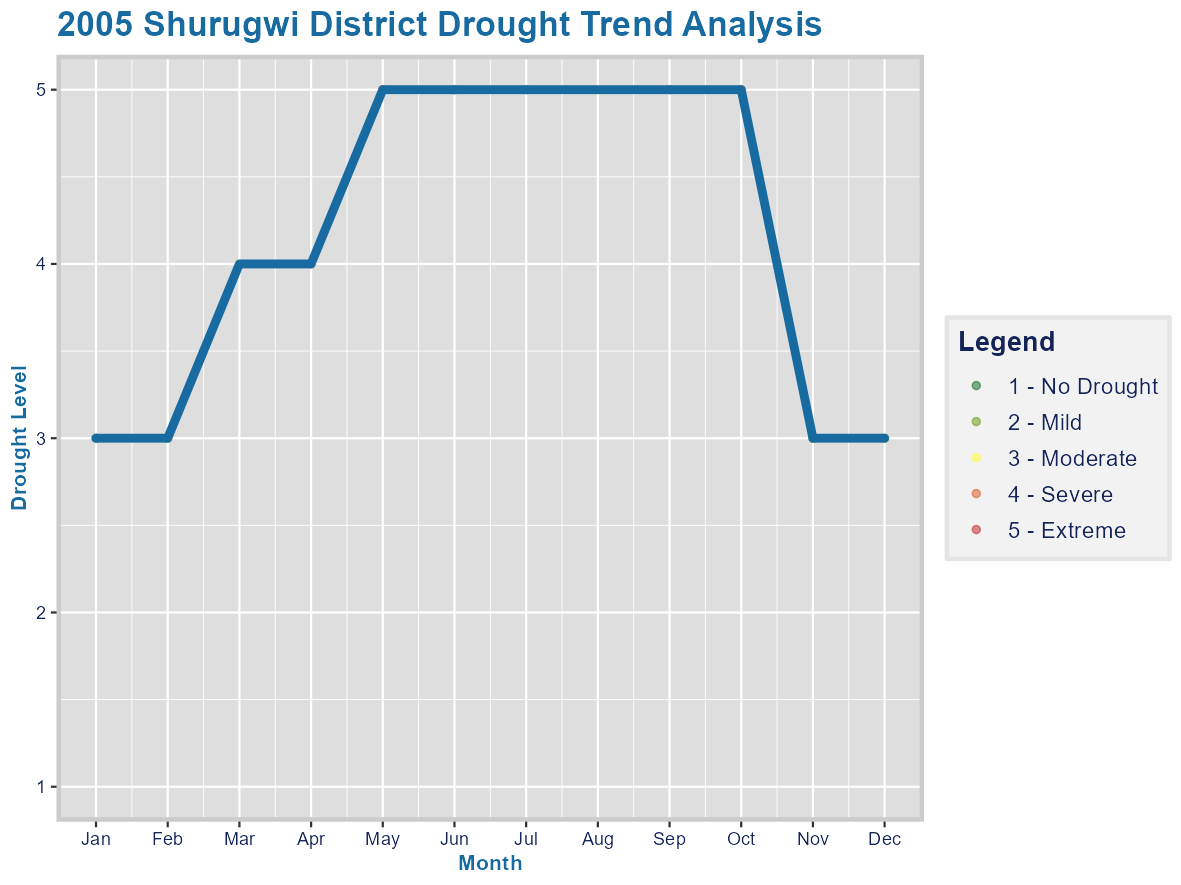 2005 Shurugwi District Drought Trend Analysis
5
4
3
2
1
Drought Level
Jan Feb Mar Apr May Jun Jul Aug Sep Oct Nov Dec
Month
Legend
1 - No Drought
2 - Mild
3 - Moderate
4 - Severe
5 - Extreme